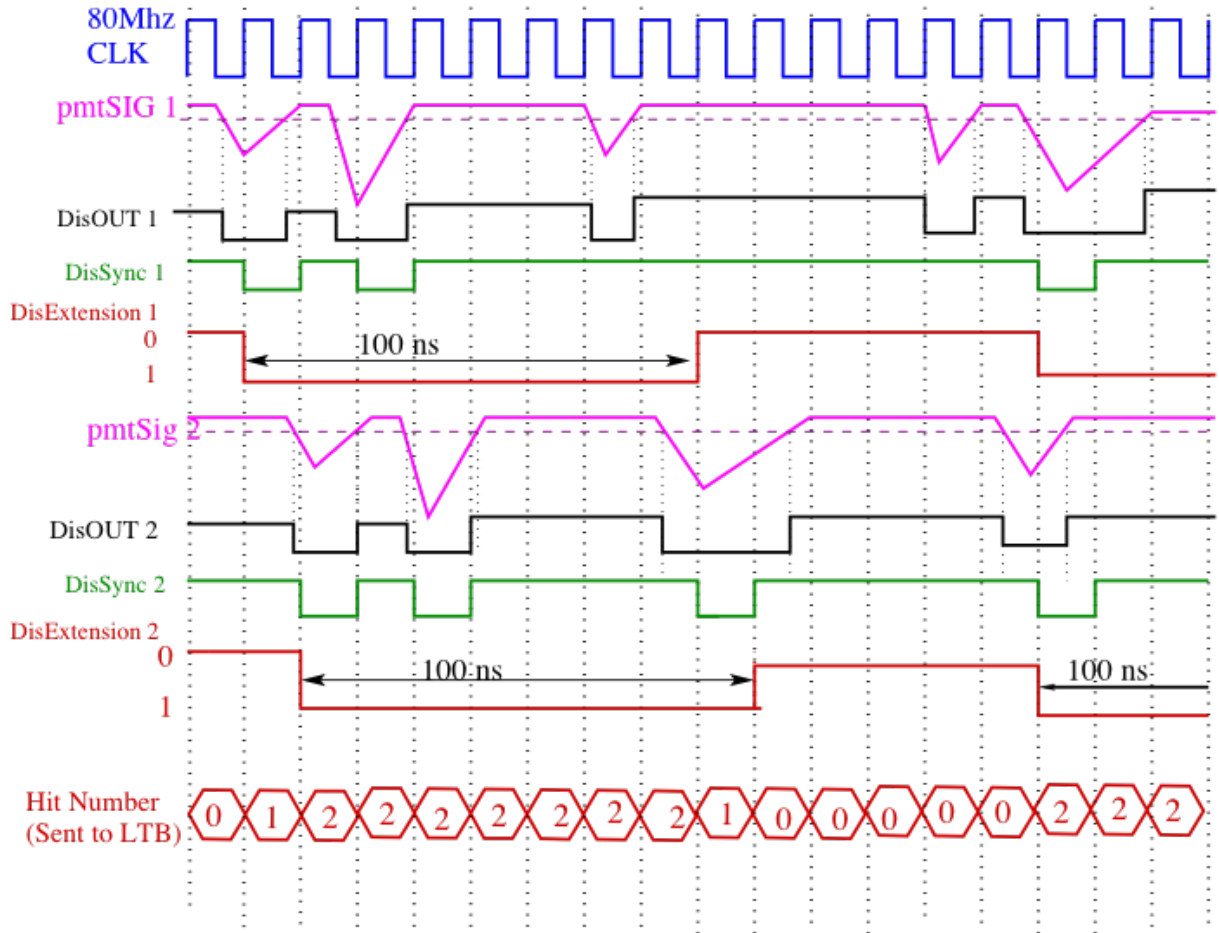 80Mhz
CLK
pmtSIG 1
DisOUT 1
DisSync 1
DisExtension 1
0
100 ns
1
pmtSig 2
DisOUT 2
DisSync 2
DisExtension 2
0
100 ns
100 ns
1
Hit Number
(Sent to LTB)
0 1 2 2 2 2 2 2 2 1 0 0 0 0 0 2 2 2